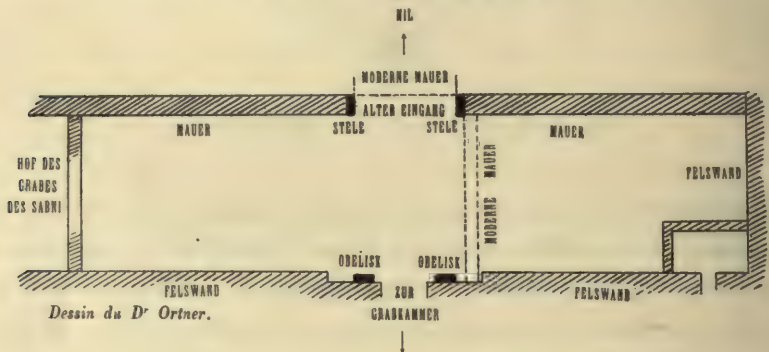 NIL
MODERNE MAUER
ALTER EINGANG
STELE STELE
MAUER MAUER
HOF DES
GRABES
DES SABNI
MODERNE MAUER
FELSWAND
OBELISK OBELISK
FELSWAND ZUR FELSWAND
GRABKAMMER
Dessin du Dr Ortner.